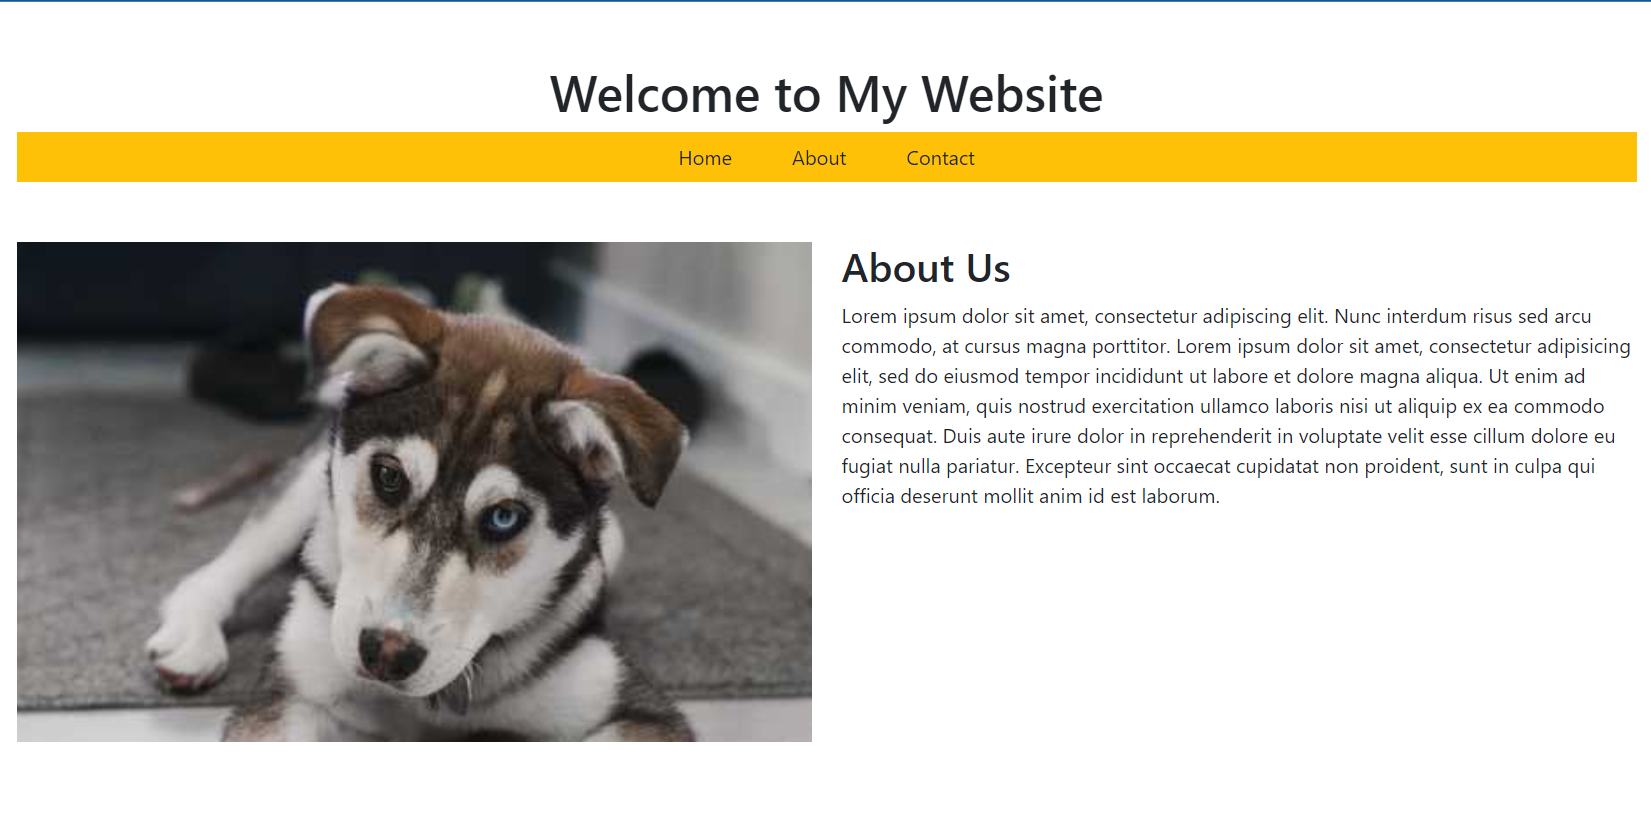 Welcome to My Website
Home About Contact
About Us
Lorem ipsum dolor sit amet, consectetur adipiscing elit. Nunc interdum risus sed arcu
commodo, at cursus magna porttitor. Lorem ipsum dolor sit amet, consectetur adipisicing
elit, sed do eiusmod tempor incididunt ut labore et dolore magna aliqua. Ut enim ad
minim veniam, quis nostrud exercitation ullamco laboris nisi ut aliquip ex ea commodo
consequat. Duis aute irure dolor in reprehenderit in voluptate velit esse cillum dolore eu
fugiat nulla pariatur. Excepteur sint occaecat cupidatat non proident, sunt in culpa qui
officia deserunt mollit anim id est laborum.